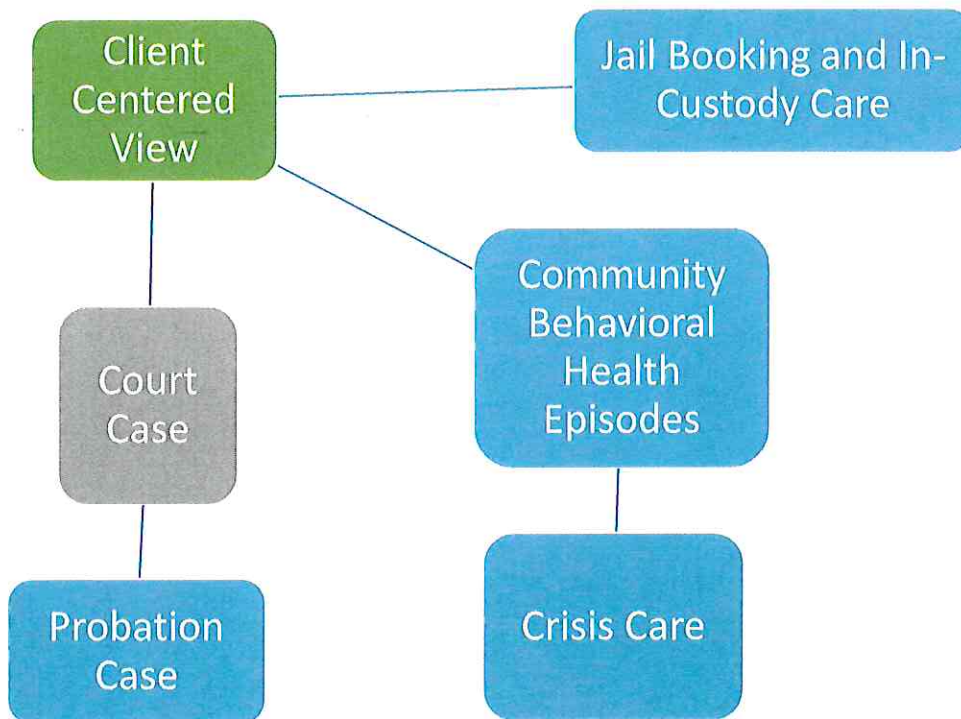 Client
Centered
View
Jail Booking and In-
Custody Care
Community
Behavioral
Health
Episodes
Court
Case
Probation
Case
Crisis Care